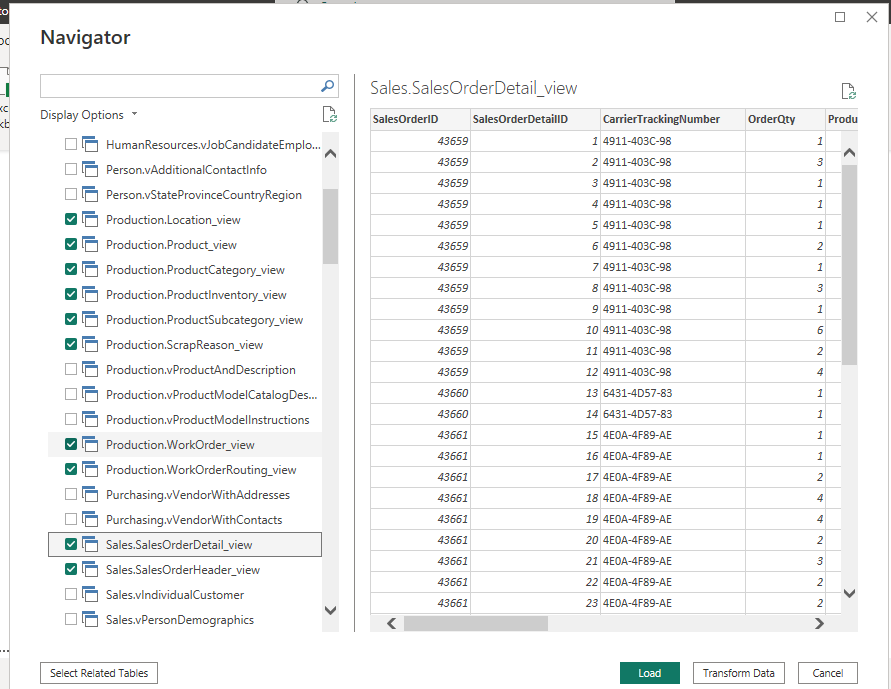 Navigator
Display Options
HumanResources.vJobCandidateEmplo...
Person.vAdditionalContactInfo
Person.vStateProvinceCountryRegion
Production.Location_view
Production.Product_view
Production.ProductCategory_view
Production.ProductInventory_view
Production.ProductSubcategory_view
Production.ScrapReason_view
Production.vProductAndDescription
Production.vProductModelCatalogDes...
Production.vProductModelInstructions
Production.WorkOrder_view
Production.WorkOrderRouting_view
Purchasing.vVendorWithAddresses
Purchasing.vVendorWithContacts
Sales.SalesOrderDetail_view
Sales.SalesOrderHeader_view
Sales.vIndividualCustomer
Sales.vPersonDemographics
Sales.SalesOrderDetail_view
SalesOrderID SalesOrderDetailID CarrierTrackingNumber OrderQty Produ
43659 1 4911-403C-98 1
43659 2 4911-403C-98 3
43659 3 4911-403C-98 1
43659 4 4911-403C-98 1
43659 5 4911-403C-98 1
43659 6 4911-403C-98 2
43659 7 4911-403C-98 1
43659 8 4911-403C-98 3
43659 9 4911-403C-98 1
43659 10 4911-403C-98 6
43659 11 4911-403C-98 2
43659 12 4911-403C-98 4
43660 13 6431-4D57-83 1
43660 14 6431-4D57-83 1
43661 15 4E0A-4F89-AE 1
43661 16 4E0A-4F89-AE 1
43661 17 4E0A-4F89-AE 2
43661 18 4E0A-4F89-AE 4
43661 19 4E0A-4F89-AE 4
43661 20 4E0A-4F89-AE 2
43661 21 4E0A-4F89-AE 3
43661 22 4E0A-4F89-AE 2
43661 23 4E0A-4F89-AE 2
Select Related Tables
Load
Transform Data
Cancel